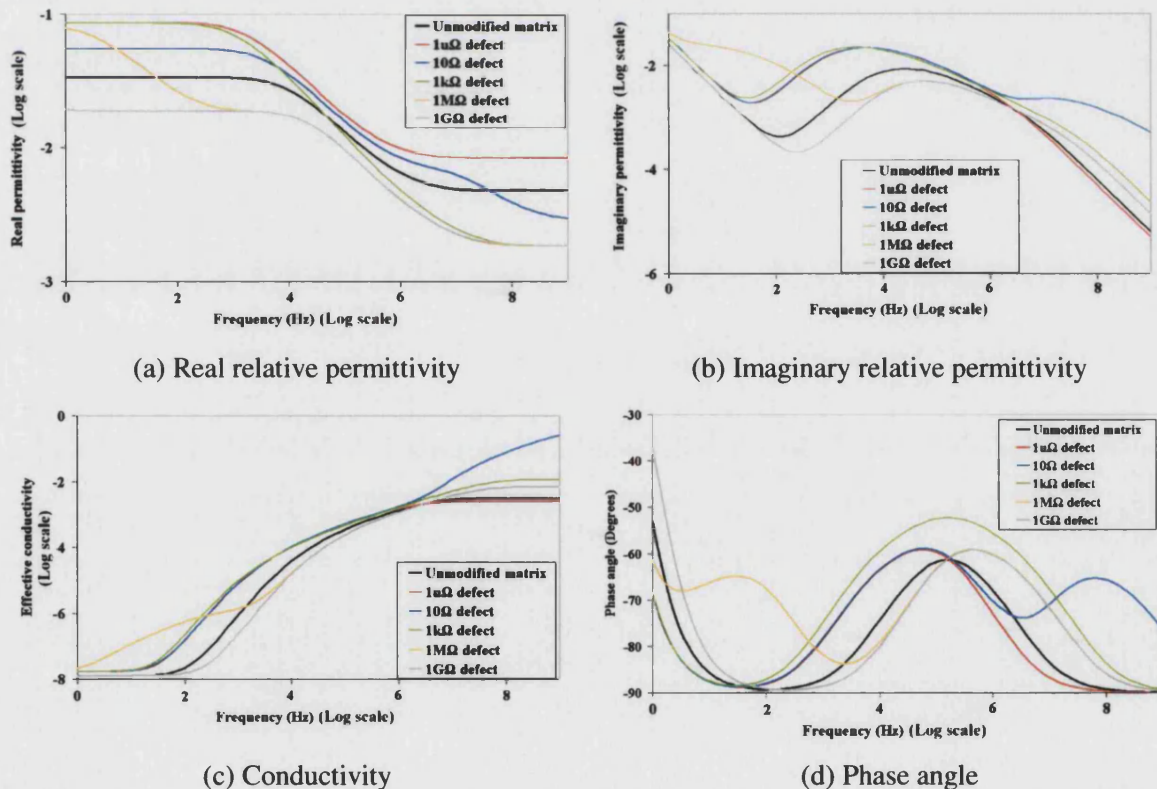 -1
-2
-3
0
2
4
6
8
Real permittivity (Log scale)
Frequency (Hz) (Log scale)
Unmodified matrix
1uΩ defect
10Ω defect
1kΩ defect
1MΩ defect
1GΩ defect
(a) Real relative permittivity
-2
-4
-6
0
2
4
6
8
Imaginary permittivity (Log scale)
Frequency (Hz) (Log scale)
Unmodified matrix
1uΩ defect
10Ω defect
1kΩ defect
1MΩ defect
1GΩ defect
(b) Imaginary relative permittivity
0
-2
-4
-6
-8
0
2
4
6
8
Effective conductivity
(Log scale)
Frequency (Hz) (Log scale)
Unmodified matrix
1uΩ defect
10Ω defect
1kΩ defect
1MΩ defect
1GΩ defect
(c) Conductivity
-30
-40
-50
-60
-70
-80
-90
0
2
4
6
8
Phase angle (Degrees)
Frequency (Hz) (Log scale)
Unmodified matrix
1uΩ defect
10Ω defect
1kΩ defect
1MΩ defect
1GΩ defect
(d) Phase angle